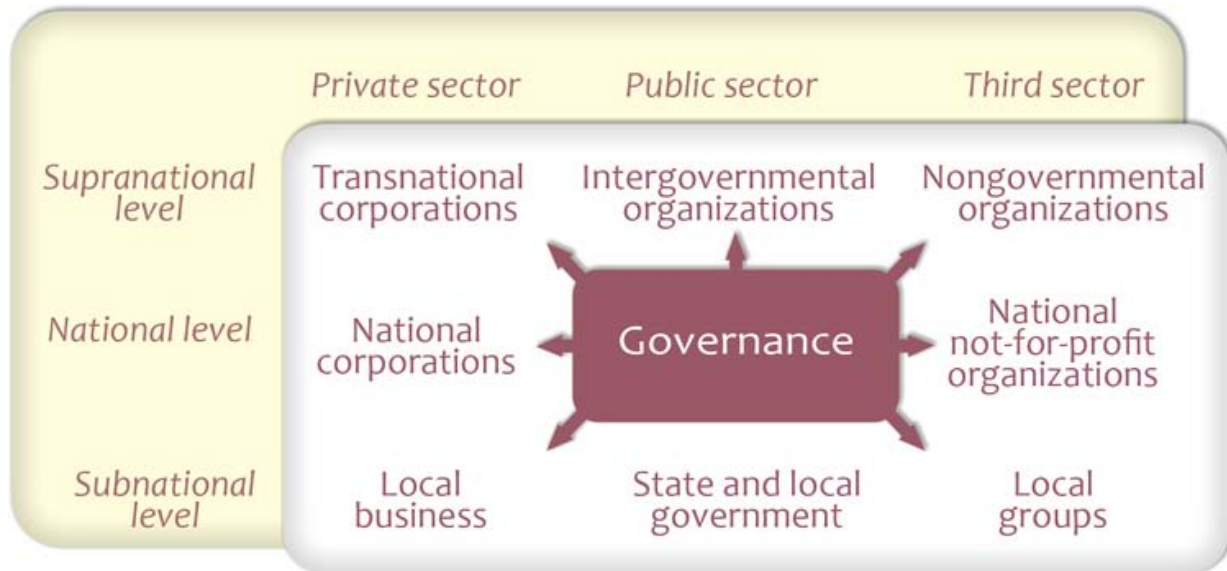 Private sector Public sector Third sector
Supranational
level
Transnational
corporations
Intergovernmental
organizations
Nongovernmental
organizations
National level
National
corporations
Governance
National
not-for-profit
organizations
Subnational
level
Local
business
State and local
government
Local
groups